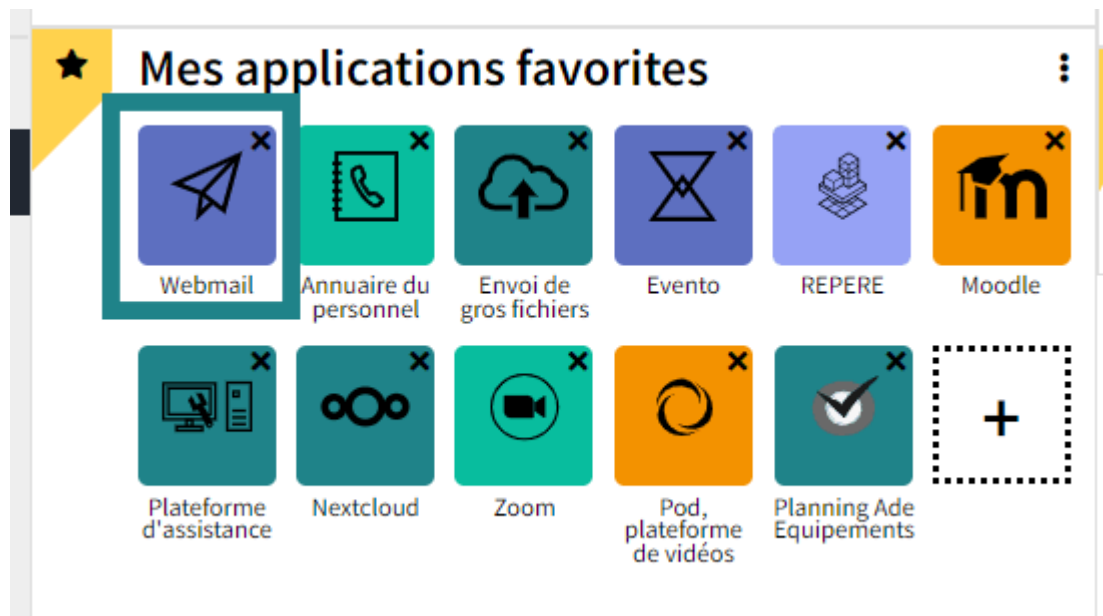 Mes applications favorites
Webmail
Annuaire du
personnel
Envoi de
gros fichiers
Evento
REPERE
Moodle
Plateforme
d'assistance
Nextcloud
Zoom
Pod,
plateforme
de vidéos
Planning Ade
Equipements